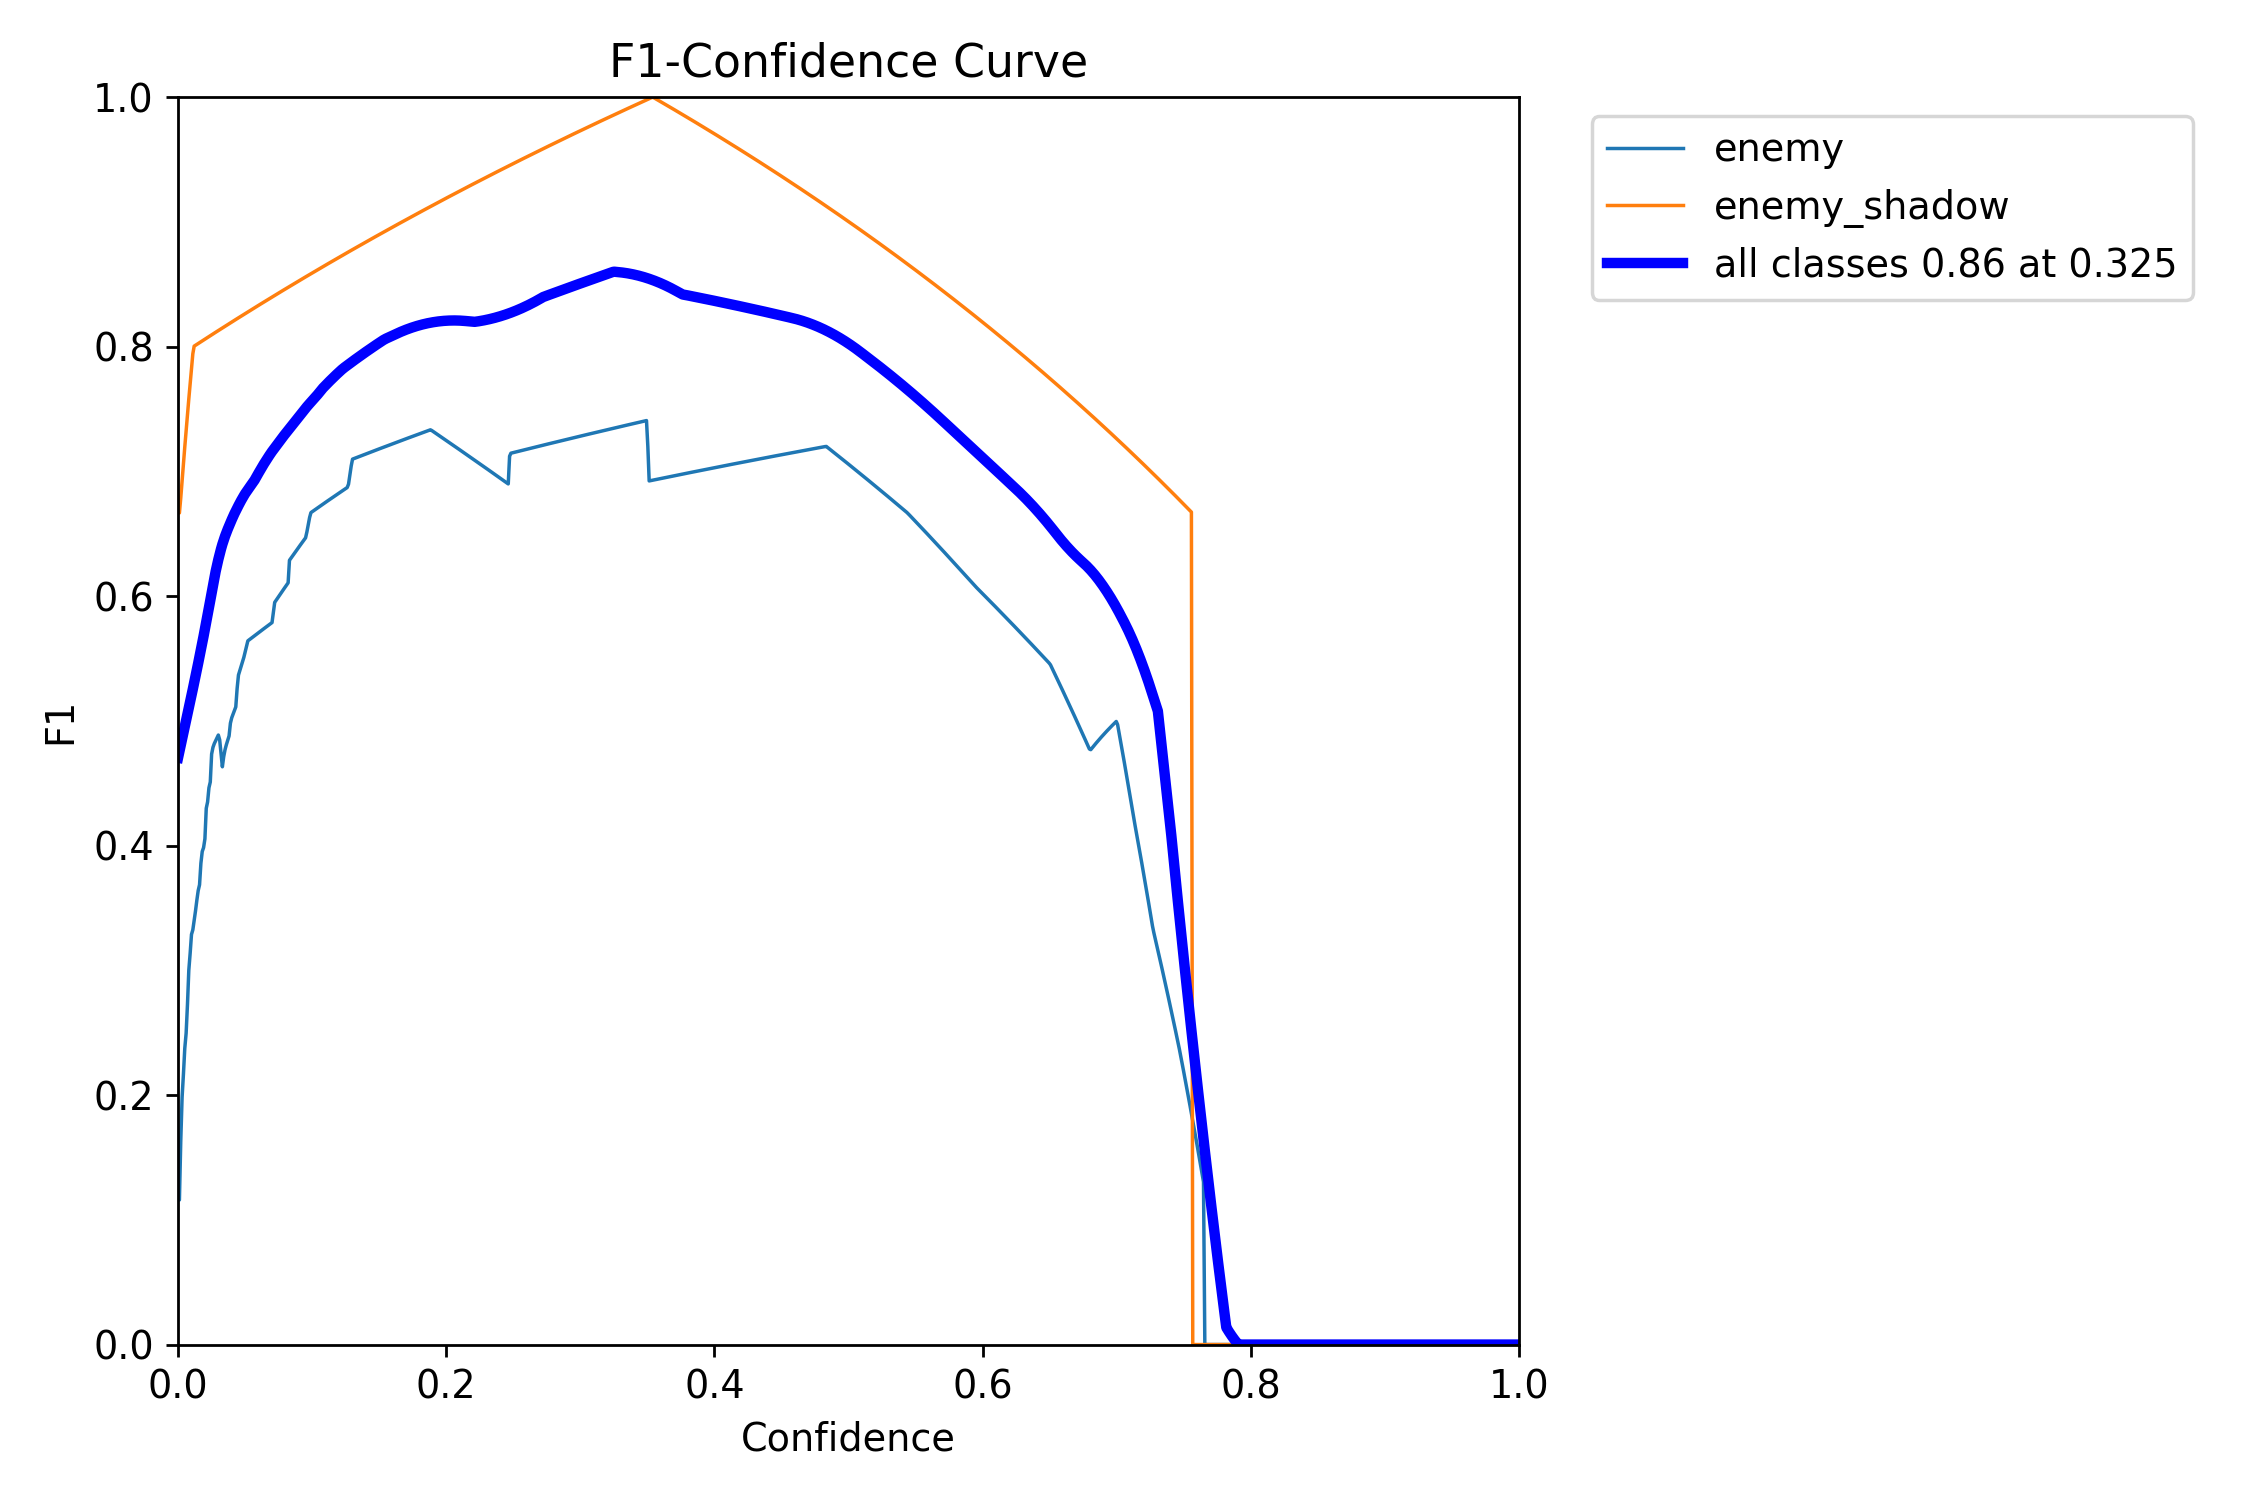 F1-Confidence Curve
1.0
0.8
0.6
0.4
0.2
0.0
F1
0.0 0.2 0.4 0.6 0.8 1.0
Confidence
enemy
enemy_shadow
all classes 0.86 at 0.325